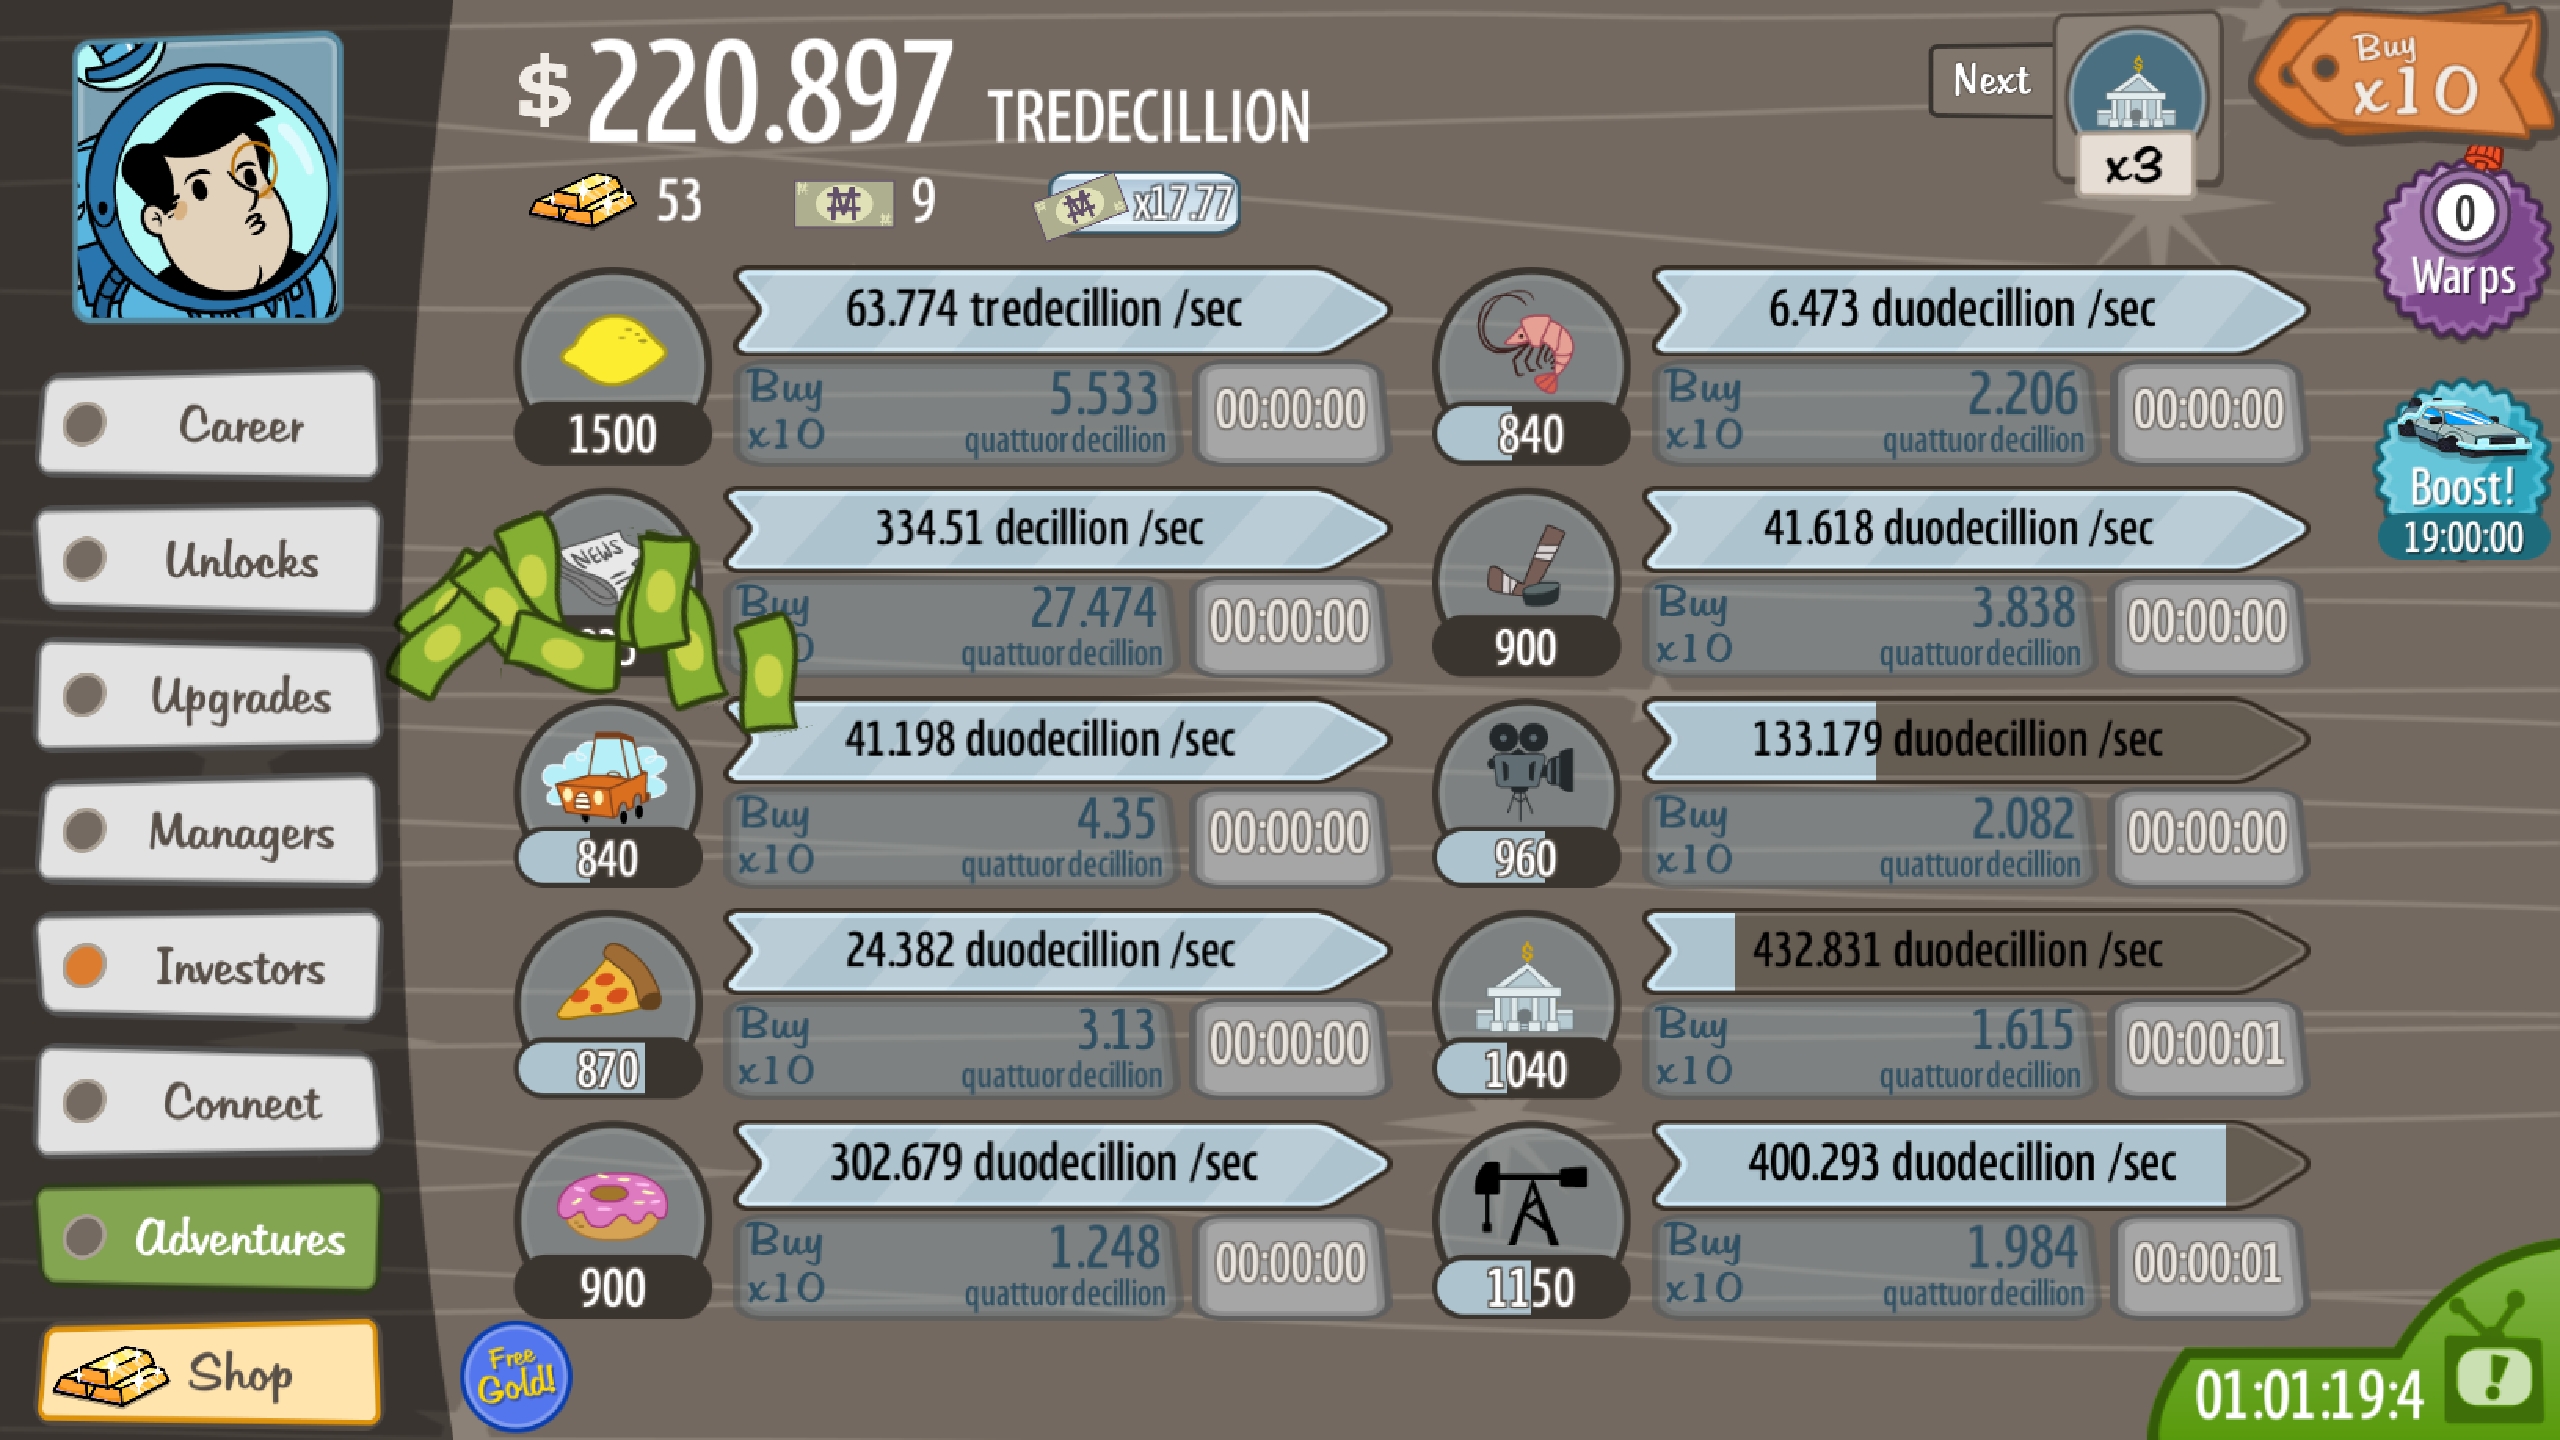 $ 220.897 TREDECILLION
53
9
x17.77
Next
x3
Buy
x10
0
Warps
Boost!
19:00:00
Career
Unlocks
Upgrades
Managers
Investors
Connect
Adventures
Shop
63.774 tredecillion /sec
1500
Buy
x10
5.533
quattuordecillion
00:00:00
NEWS
334.51 decillion /sec
Buy
27.474
quattuordecillion
00:00:00
41.198 duodecillion /sec
840
Buy
x10
4.35
quattuordecillion
00:00:00
24.382 duodecillion /sec
870
Buy
x10
3.13
quattuordecillion
00:00:00
302.679 duodecillion /sec
900
Buy
x10
1.248
quattuordecillion
00:00:00
6.473 duodecillion /sec
840
Buy
x10
2.206
quattuordecillion
00:00:00
41.618 duodecillion /sec
900
Buy
x10
3.838
quattuordecillion
00:00:00
133.179 duodecillion /sec
960
Buy
x10
2.082
quattuordecillion
00:00:00
432.831 duodecillion /sec
1040
Buy
x10
1.615
quattuordecillion
00:00:01
400.293 duodecillion /sec
1150
Buy
x10
1.984
quattuordecillion
00:00:01
Free
Gold!
01:01:19:4